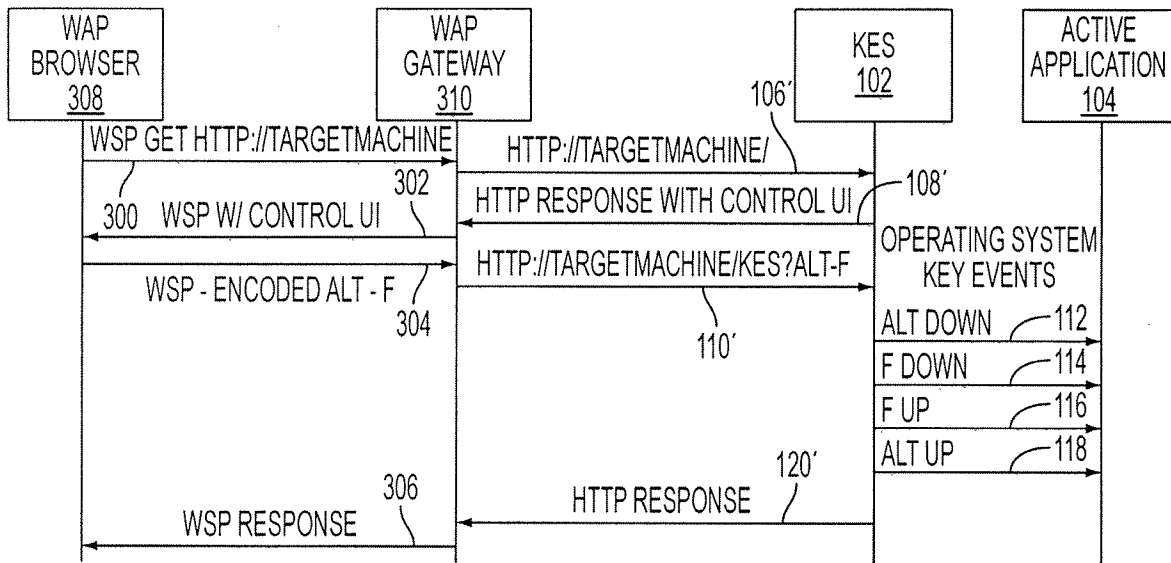 WAP
BROWSER
308
WAP
GATEWAY
310
KES
102
ACTIVE
APPLICATION
104
WSP GET HTTP://TARGETMACHINE
300
HTTP://TARGETMACHINE/
106′
HTTP RESPONSE WITH CONTROL UI
108′
302
WSP W/ CONTROL UI
WSP - ENCODED ALT - F
304
HTTP://TARGETMACHINE/KES?ALT-F
110′
OPERATING SYSTEM
KEY EVENTS
ALT DOWN
112
F DOWN
114
F UP
116
ALT UP
118
HTTP RESPONSE
120′
306
WSP RESPONSE